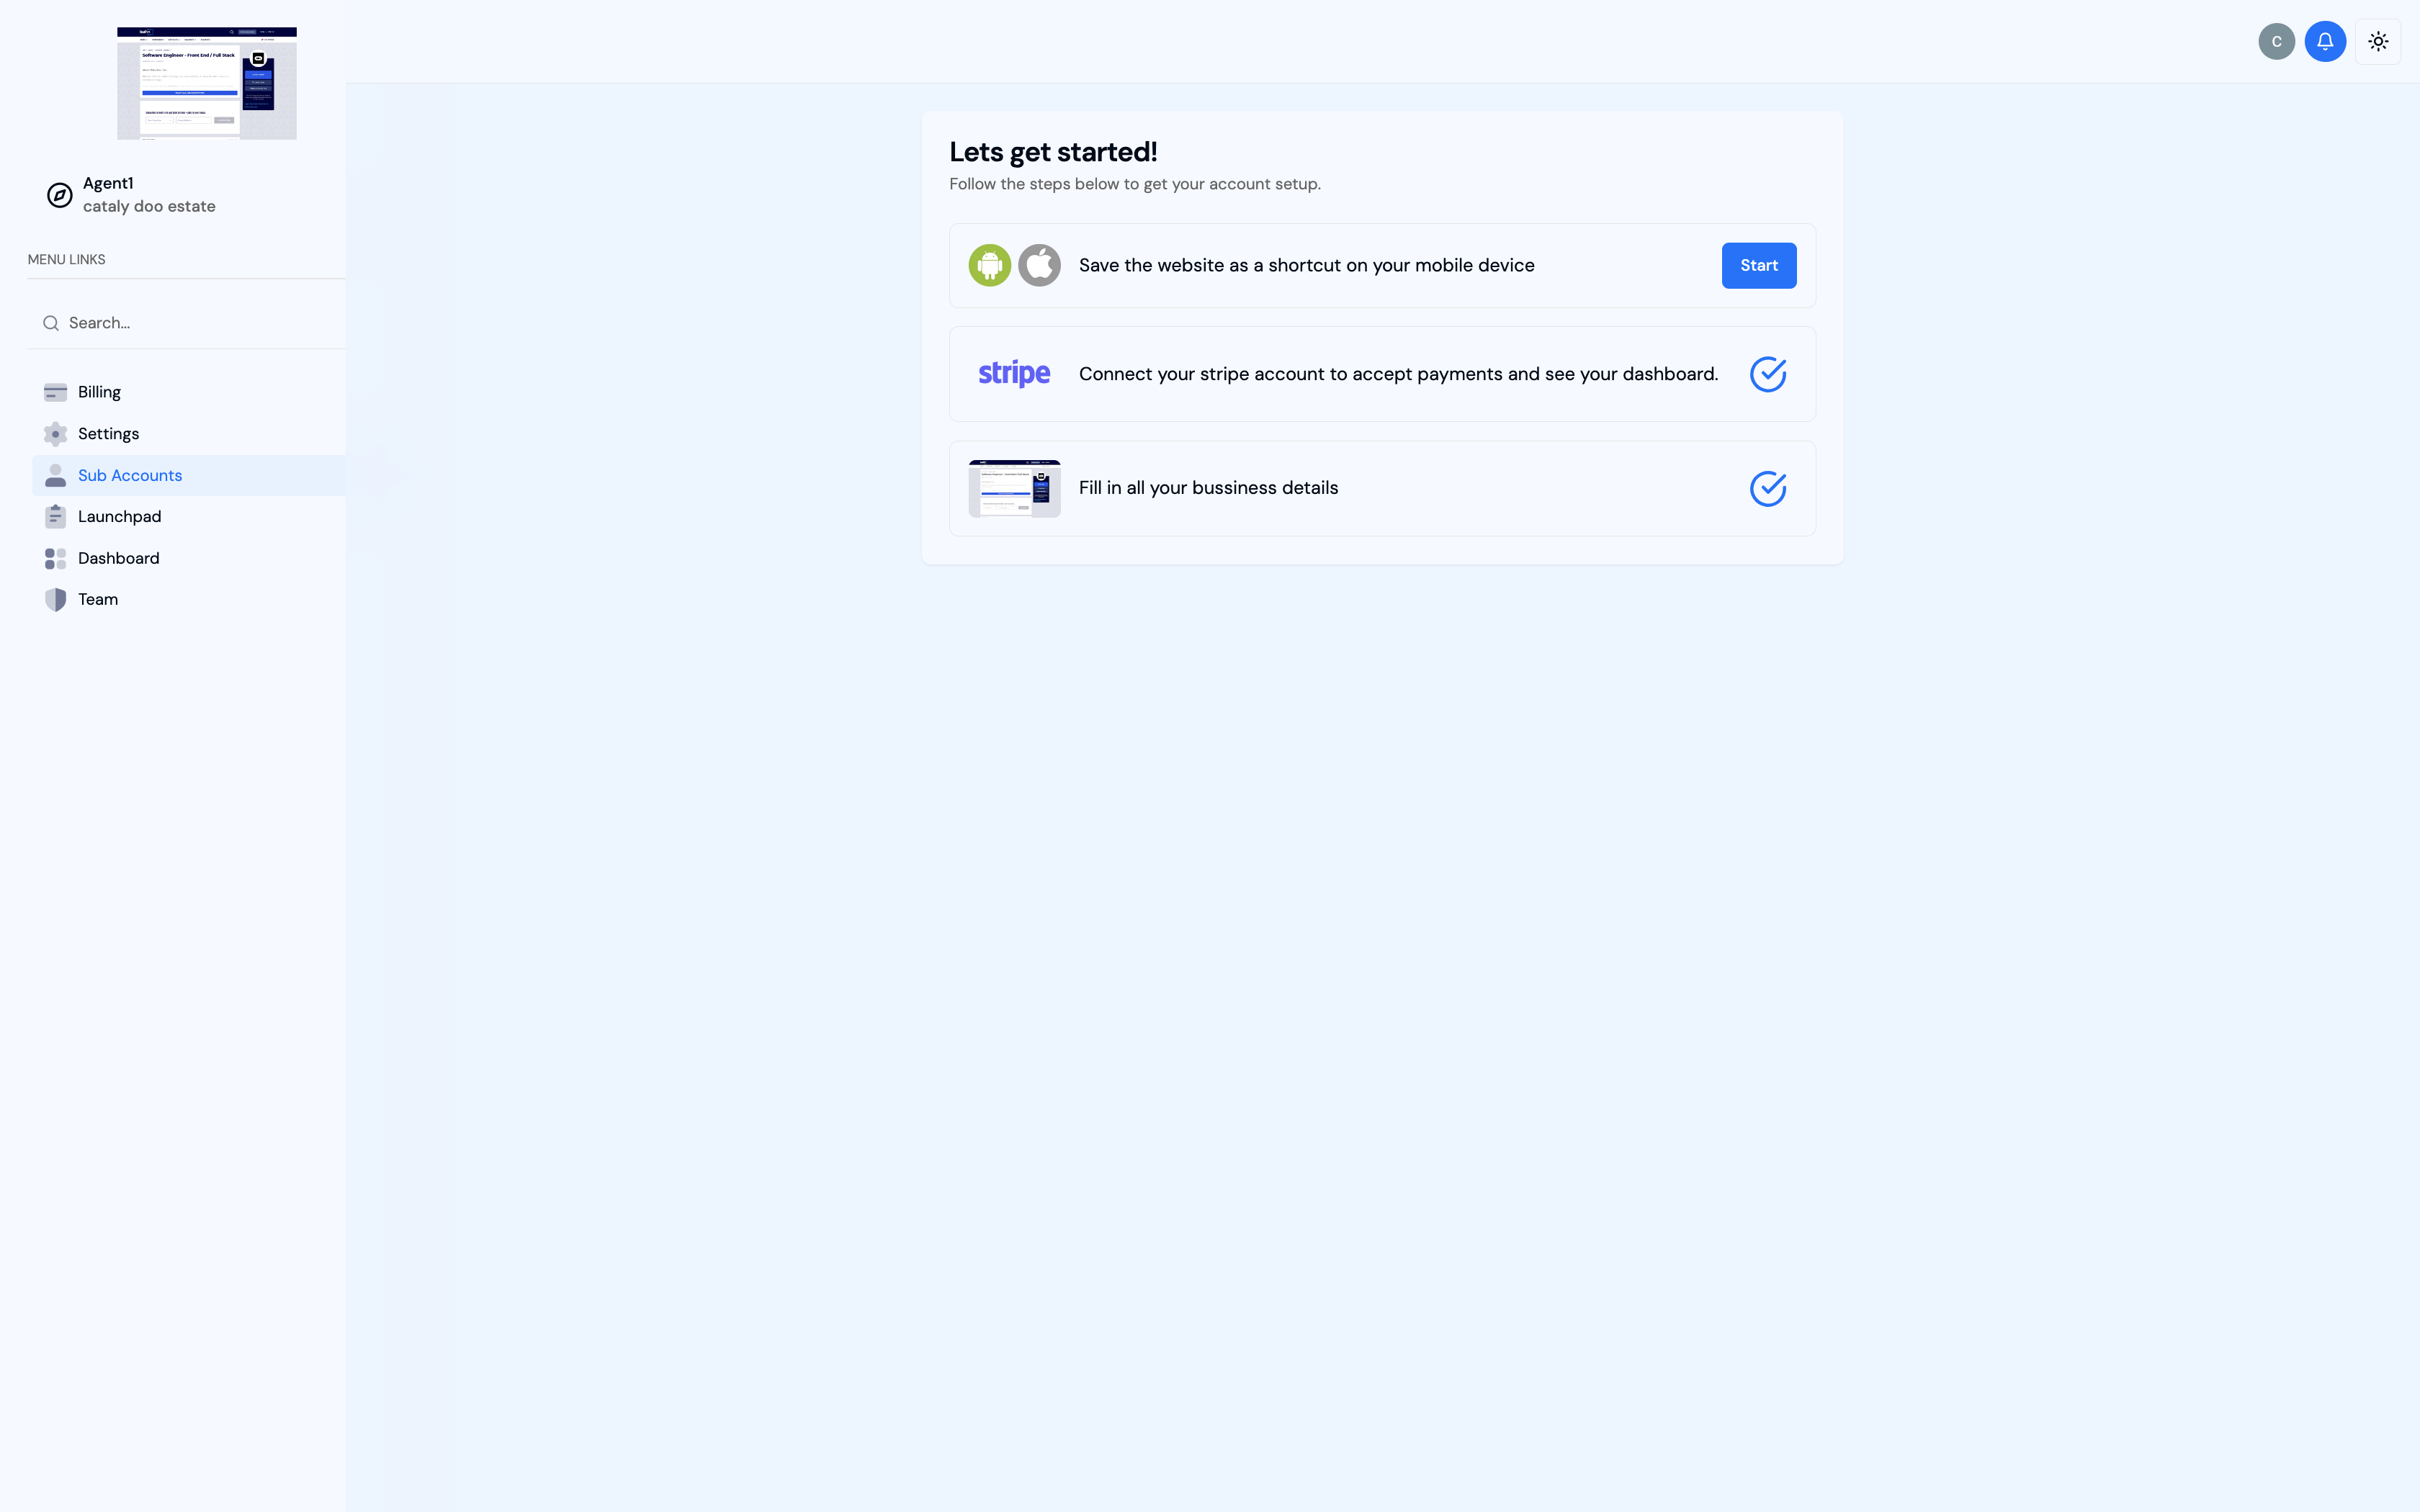 Software Engineer - Front End / Full Stack
Agent1
cataly doo estate
MENU LINKS
Search...
Billing
Settings
Sub Accounts
Launchpad
Dashboard
Team
C
Lets get started!
Follow the steps below to get your account setup.
Save the website as a shortcut on your mobile device
Start
stripe
Connect your stripe account to accept payments and see your dashboard.
Fill in all your bussiness details